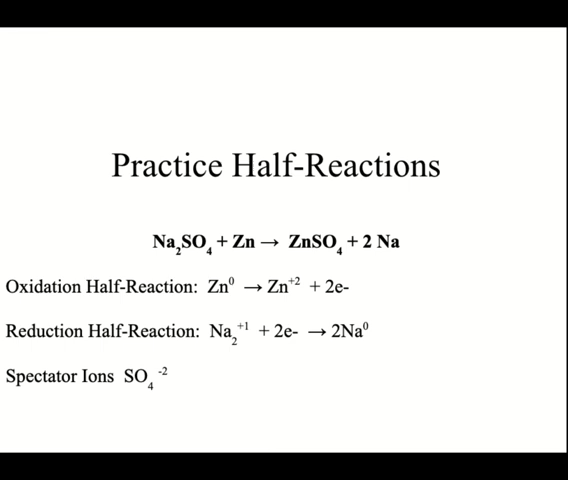 Practice Half-Reactions
Na₂SO₄ + Zn → ZnSO₄ + 2 Na
Oxidation Half-Reaction: Zn⁰ → Zn⁺² + 2e-
Reduction Half-Reaction: Na₂⁺¹ + 2e- → 2Na⁰
Spectator Ions SO₄ ⁻²